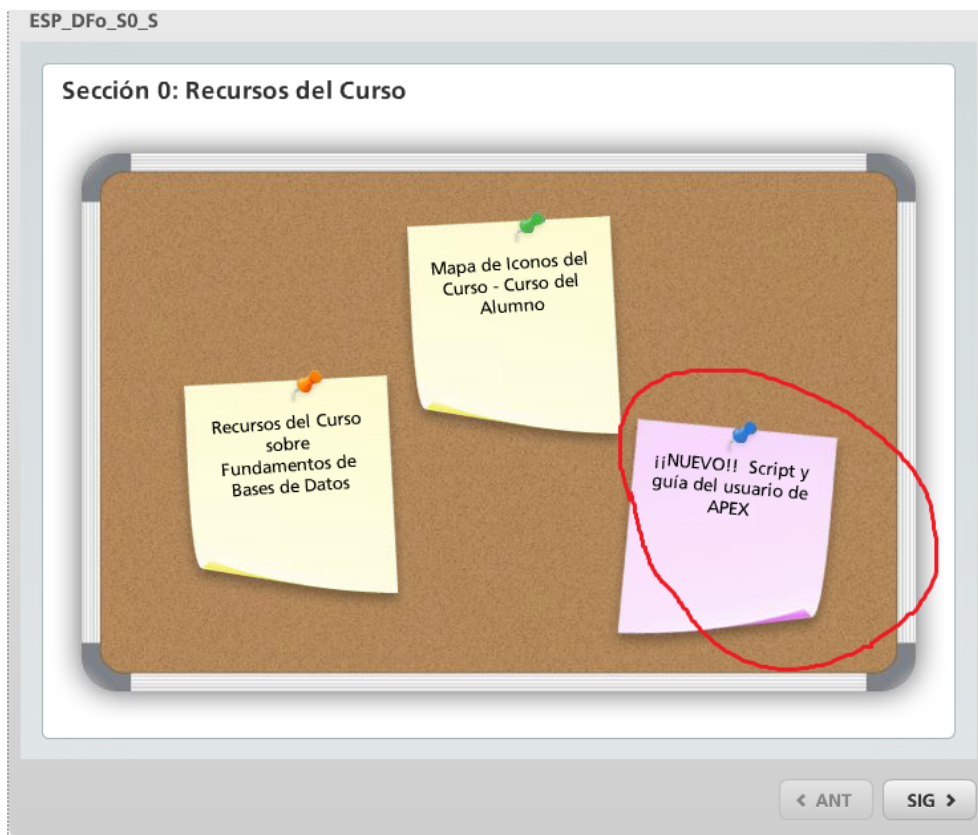 ESP_DFo_S0_S
Sección 0: Recursos del Curso
Mapa de Iconos del
Curso - Curso del
Alumno
Recursos del Curso
sobre
Fundamentos de
Bases de Datos
¡¡NUEVO!! Script y
guía del usuario de
APEX
< ANT
SIG >